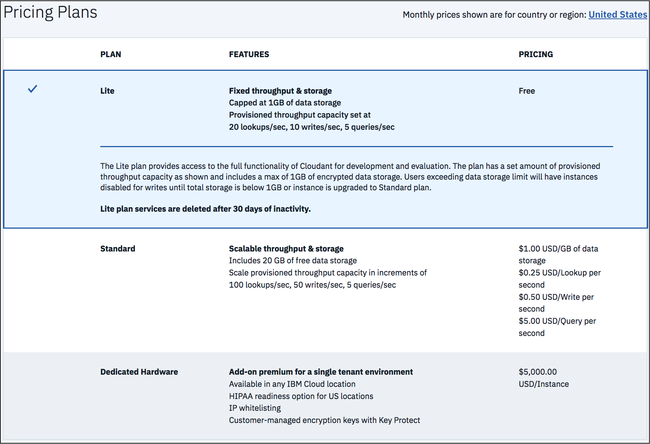 Pricing Plans
Monthly prices shown are for country or region: United States
PLAN
FEATURES
PRICING
Lite
Fixed throughput & storage
Capped at 1GB of data storage
Provisioned throughput capacity set at
20 lookups/sec, 10 writes/sec, 5 queries/sec
Free
The Lite plan provides access to the full functionality of Cloudant for development and evaluation. The plan has a set amount of provisioned
throughput capacity as shown and includes a max of 1GB of encrypted data storage. Users exceeding data storage limit will have instances
disabled for writes until total storage is below 1GB or instance is upgraded to Standard plan.
Lite plan services are deleted after 30 days of inactivity.
Standard
Scalable throughput & storage
Includes 20 GB of free data storage
Scale provisioned throughput capacity in increments of
100 lookups/sec, 50 writes/sec, 5 queries/sec
$1.00 USD/GB of data
storage
$0.25 USD/Lookup per
second
$0.50 USD/Write per
second
$5.00 USD/Query per
second
Dedicated Hardware
Add-on premium for a single tenant environment
Available in any IBM Cloud location
HIPAA readiness option for US locations
IP whitelisting
Customer-managed encryption keys with Key Protect
$5,000.00
USD/Instance